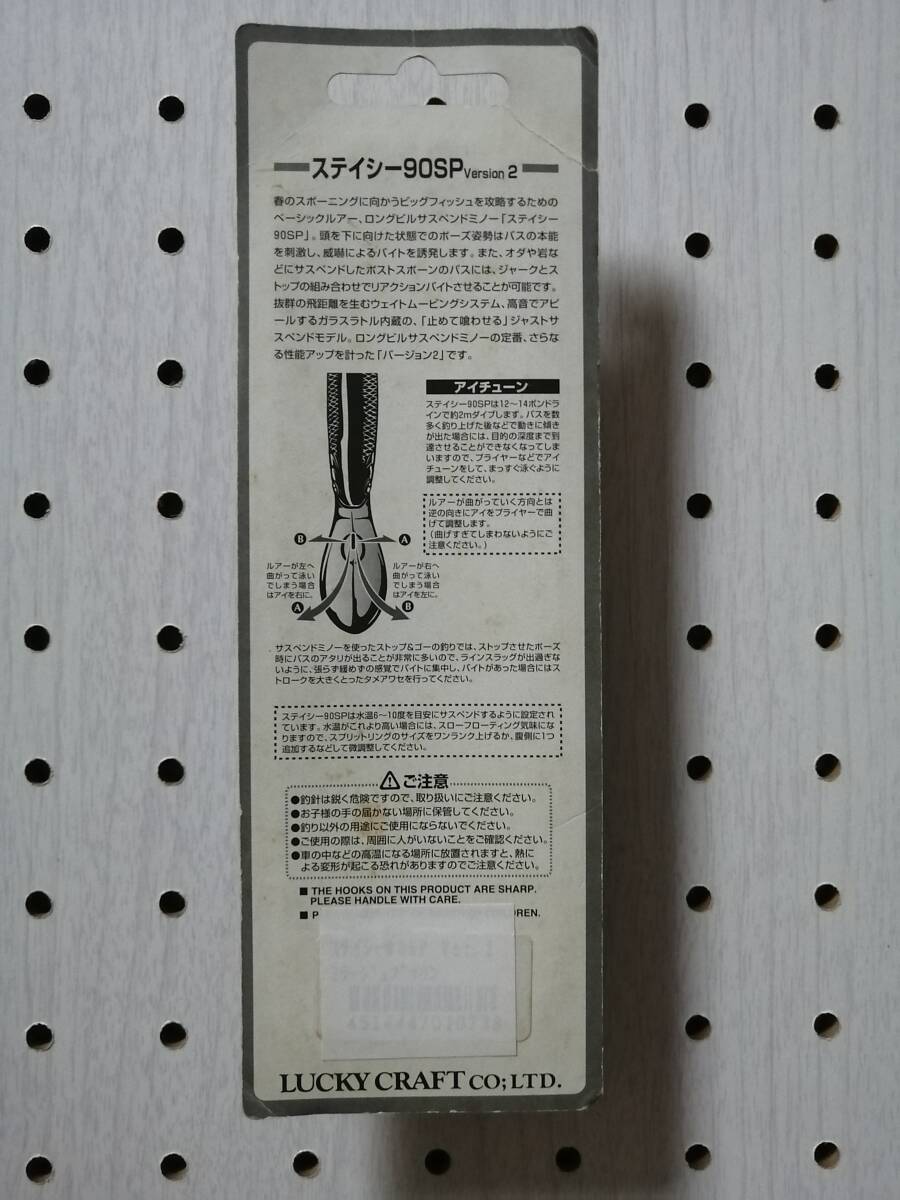 ステイシー90SP Version 2
春のスポーニングに向かうビッグフィッシュを攻略するための
ベーシックルアー、ロングビルサスペンドミノー「ステイシー
90SP」。頭を下に向けた状態でのポーズ姿勢はバスの本能
を刺激し、威嚇によるバイトを誘発します。また、オダや岩な
どにサスペンドしたポストスポーンのバスには、ジャークとス
トップの組み合わせでリアクションバイトさせることが可能です。
抜群の飛距離を生むウェイトムービングシステム、高音でアピ
ールするガラスラトル内蔵の、「止めて喰わせる」ジャストサ
スペンドモデル。ロングビルサスペンドミノーの定番、さらな
る性能アップを計った「バージョン2」です。
アイチューン
ステイシー90SPは12〜14ポンドラ
インで約2mダイブします。バスを数
多く釣り上げた後などで動きに傾き
が出た場合には、目的の深度まで到
達させることができなくなってしま
いますので、プライヤーなどでアイ
チューンをして、まっすぐ泳ぐように
調整してください。
ルアーが曲がっていく方向とは
逆の向きにアイをプライヤーで曲
げて調整します。
(曲げすぎてしまわないようにご
注意ください。)
B
A
ルアーが左へ
曲がって泳い
でしまう場合
はアイを右に。
ルアーが右へ
曲がって泳い
でしまう場合
はアイを左に。
A
B
サスペンドミノーを使ったストップ&ゴーの釣りでは、ストップさせたポーズ
時にバスのアタリが出ることが非常に多いので、ラインスラッグが出過ぎな
いように、張らず緩めずの感覚でバイトに集中し、バイトがあった場合にはス
トロークを大きくとったタメアワセを行ってください。
ステイシー90SPは水温6〜10度を目安にサスペンドするように設定され
ています。水温がこれより高い場合には、スローフローティング気味にな
りますので、スプリットリングのサイズをワンランク上げるか、腹側に1つ
追加するなどして微調整してください。
ご注意
●釣針は鋭く危険ですので、取り扱いにご注意ください。
●お子様の手の届かない場所に保管してください。
●釣り以外の用途にご使用にならないでください。
●ご使用の際は、周囲に人がいないことをご確認ください。
●車の中などの高温になる場所に放置されますと、熱に
よる変形が起こる恐れがありますのでご注意ください。
■ THE HOOKS ON THIS PRODUCT ARE SHARP.
PLEASE HANDLE WITH CARE.
■ P DREN.
LUCKY CRAFT CO; LTD.